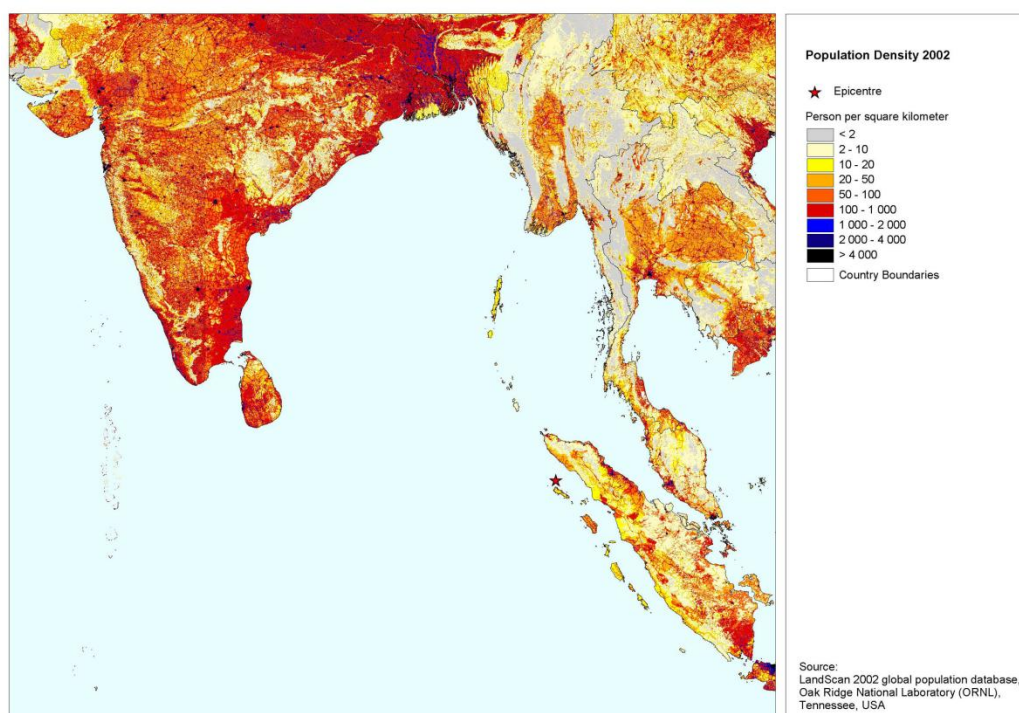 Population Density 2002
Epicentre
Person per square kilometer
< 2
2 - 10
10 - 20
20 - 50
50 - 100
100 - 1 000
1 000 - 2 000
2 000 - 4 000
> 4 000
Country Boundaries
Source:
LandScan 2002 global population database,
Oak Ridge National Laboratory (ORNL),
Tennessee, USA